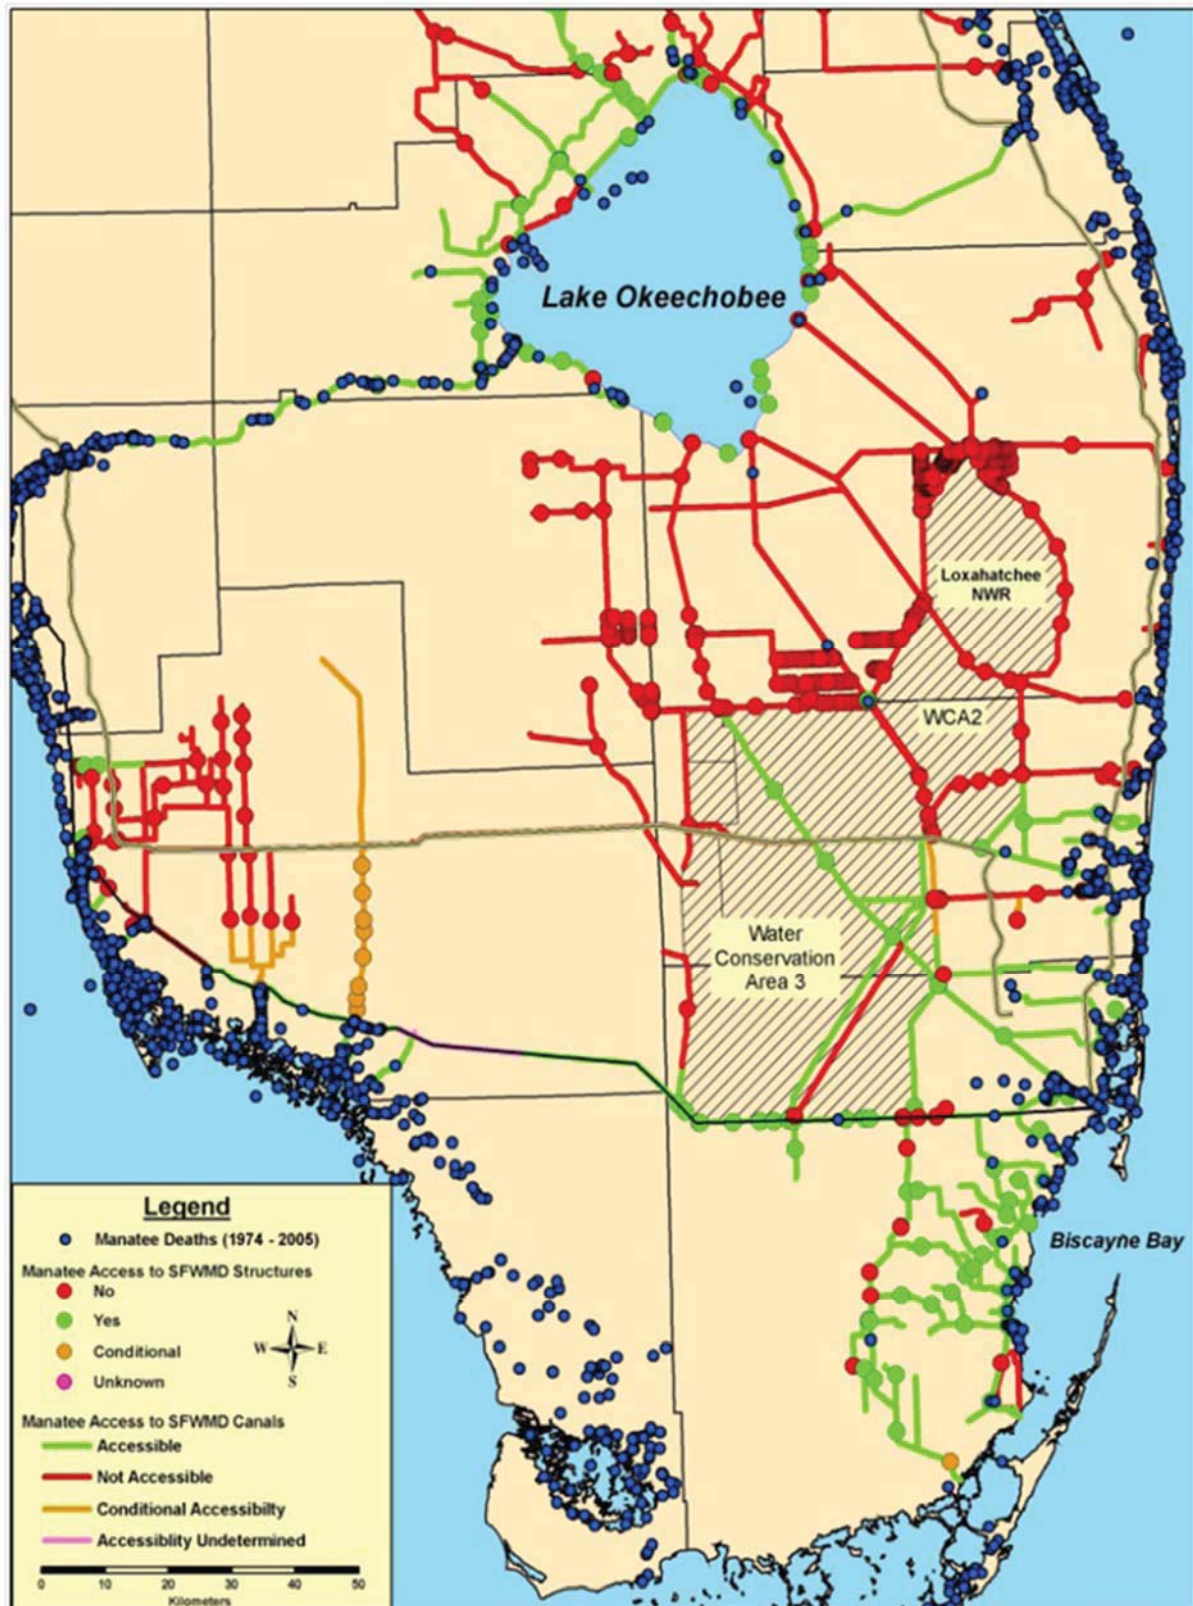 Lake Okeechobee
Loxahatchee
NWR
WCA2
Water
Conservation
Area 3
Biscayne Bay
Legend
Manatee Deaths (1974 - 2005)
Manatee Access to SFWMD Structures
No
Yes
Conditional
Unknown
N
W E
S
Manatee Access to SFWMD Canals
Accessible
Not Accessible
Conditional Accessibilty
Accessiblity Undetermined
0 10 20 30 40 50
Kilometers